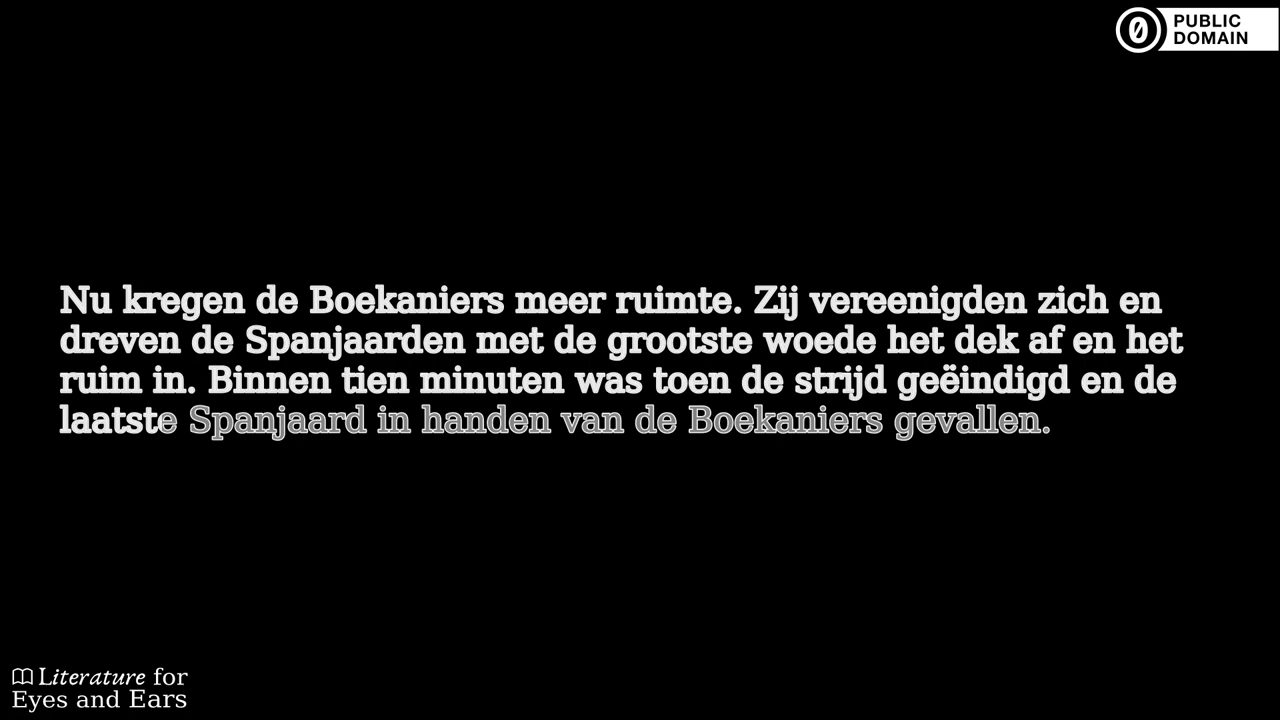 PUBLIC
DOMAIN
Nu kregen de Boekaniers meer ruimte. Zij vereenigden zich en
dreven de Spanjaarden met de grootste woede het dek af en het
ruim in. Binnen tien minuten was toen de strijd geëindigd en de
laatste Spanjaard in handen van de Boekaniers gevallen.
Literature for
Eyes and Ears